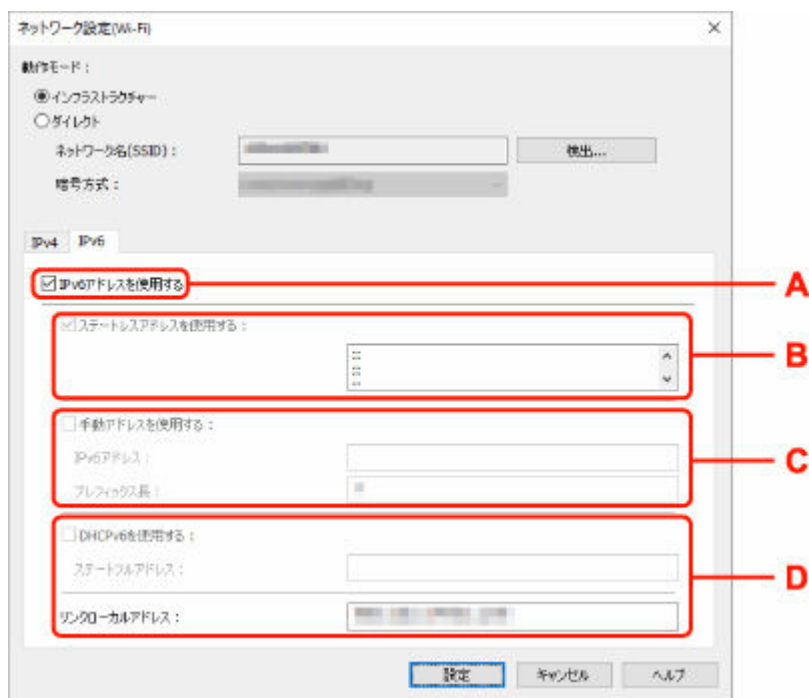 ネットワーク設定(Wi-Fi)
動作モード：
インフラストラクチャー
ダイレクト
ネットワーク名(SSID)：
検出...
暗号方式：
IPv4 IPv6
IPv6アドレスを使用する
A
ステートレスアドレスを使用する：
::
::
::
B
手動アドレスを使用する：
IPv6アドレス：
C
プレフィックス長：
DHCPv6を使用する：
ステートフルアドレス：
D
リンクローカルアドレス：
設定 キャンセル ヘルプ